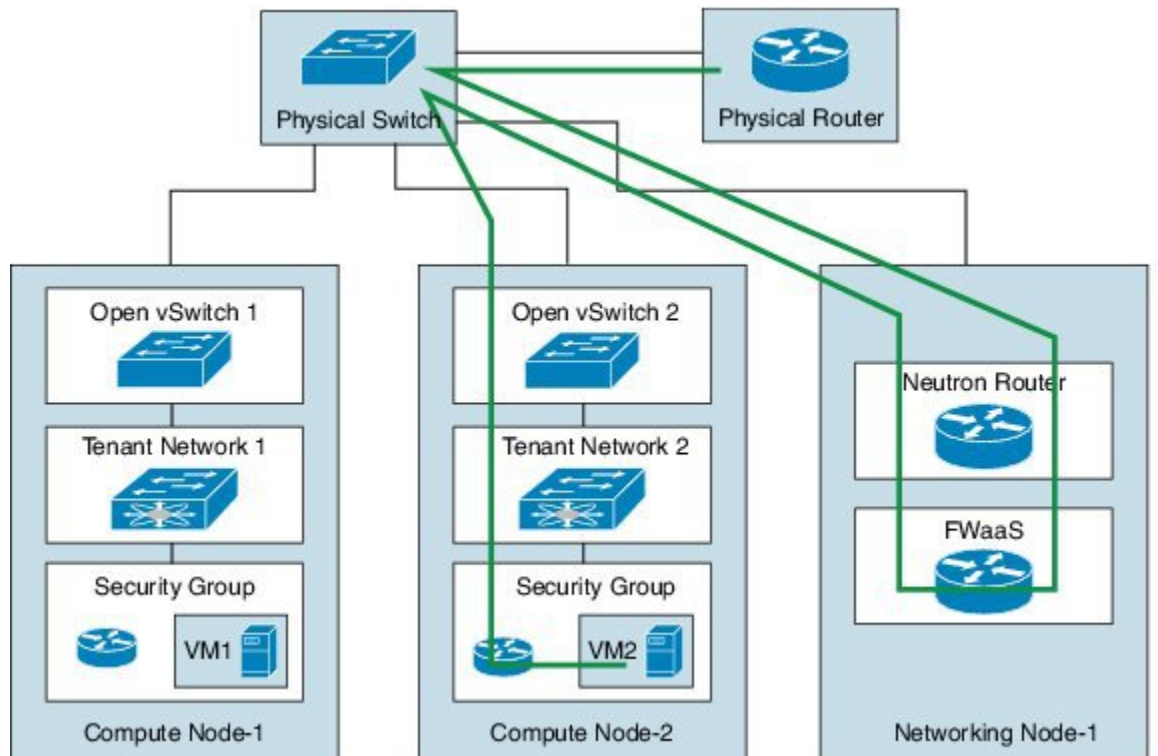 Physical Switch
Physical Router
Open vSwitch 1
Tenant Network 1
Security Group
VM1
Compute Node-1
Open vSwitch 2
Tenant Network 2
Security Group
VM2
Compute Node-2
Neutron Router
FWaaS
Networking Node-1